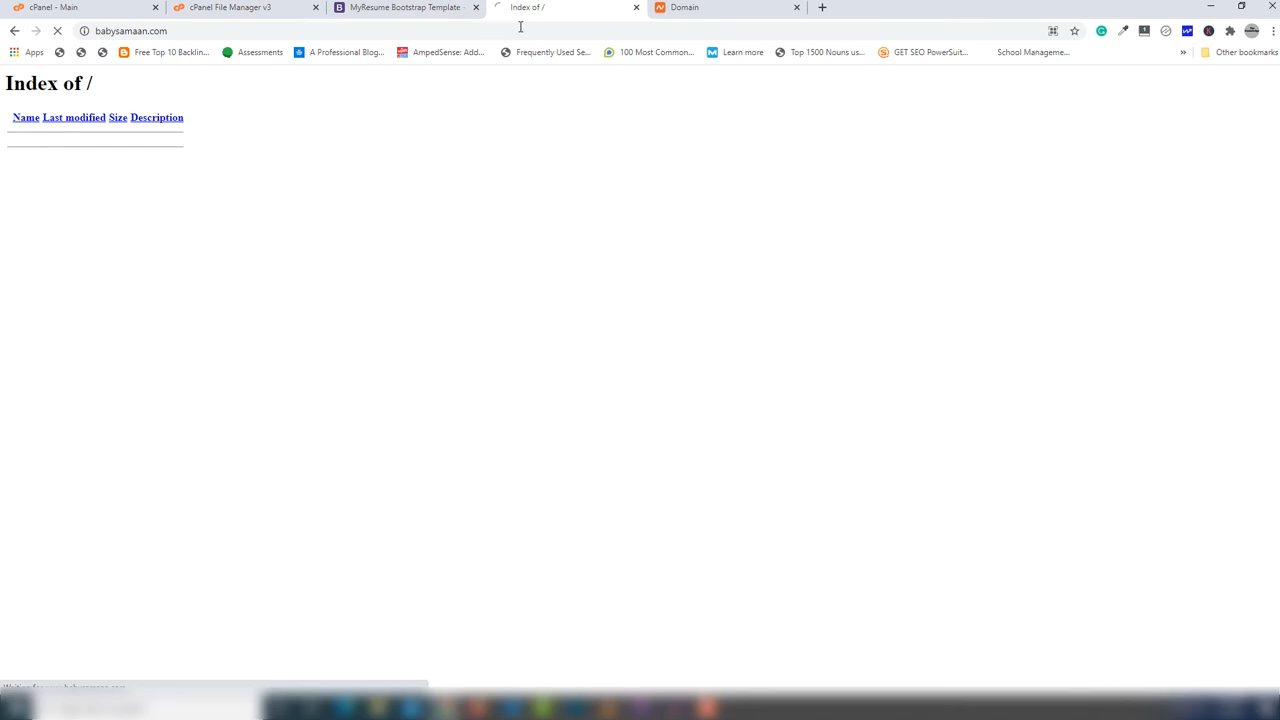 cPanel - Main
cPanel File Manager v3
MyResume Bootstrap Template -
Index of /
Domain
babysamaan.com
Apps
Free Top 10 Backlin...
Assessments
A Professional Blog...
AmpedSense: Add...
Frequently Used Se...
100 Most Common...
Learn more
Top 1500 Nouns us...
GET SEO PowerSuit...
School Manageme...
»
Other bookmarks
Index of /
Name Last modified Size Description